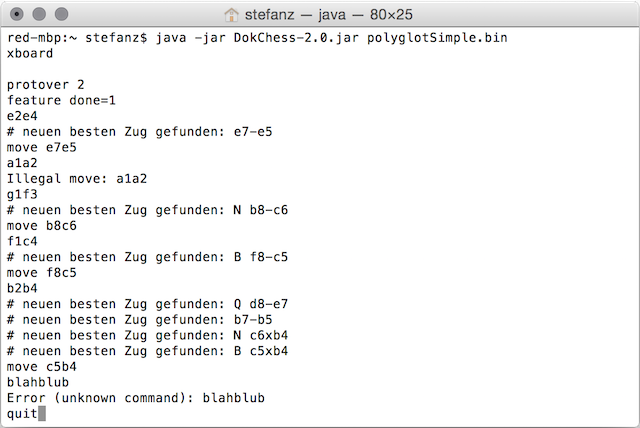 stefanz — java — 80×25
red-mbp:~ stefanz$ java -jar DokChess-2.0.jar polyglotSimple.bin
xboard
protover 2
feature done=1
e2e4
# neuen besten Zug gefunden: e7-e5
move e7e5
a1a2
Illegal move: a1a2
g1f3
# neuen besten Zug gefunden: N b8-c6
move b8c6
f1c4
# neuen besten Zug gefunden: B f8-c5
move f8c5
b2b4
# neuen besten Zug gefunden: Q d8-e7
# neuen besten Zug gefunden: b7-b5
# neuen besten Zug gefunden: N c6xb4
# neuen besten Zug gefunden: B c5xb4
move c5b4
blahblub
Error (unknown command): blahblub
quit